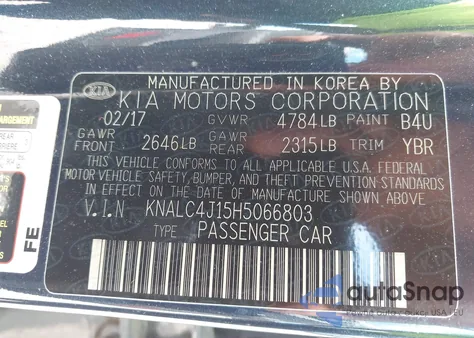 MANUFACTURED IN KOREA BY
KIA KIA MOTORS CORPORATION
02/17 GVWR 4784LB PAINT B4U
GAWR FRONT 2646LB GAWR REAR 2315LB TRIM YBR
THIS VEHICLE CONFORMS TO ALL APPLICABLE U.S.A. FEDERAL
MOTOR VEHICLE SAFETY, BUMPER, AND THEFT PREVENTION
STANDARDS IN EFFECT ON THE DATE OF MANUFACTURE SHOWN ABOVE.
V.I.N KNALC4J15H5066803
TYPE PASSENGER CAR
FE
autoSnap